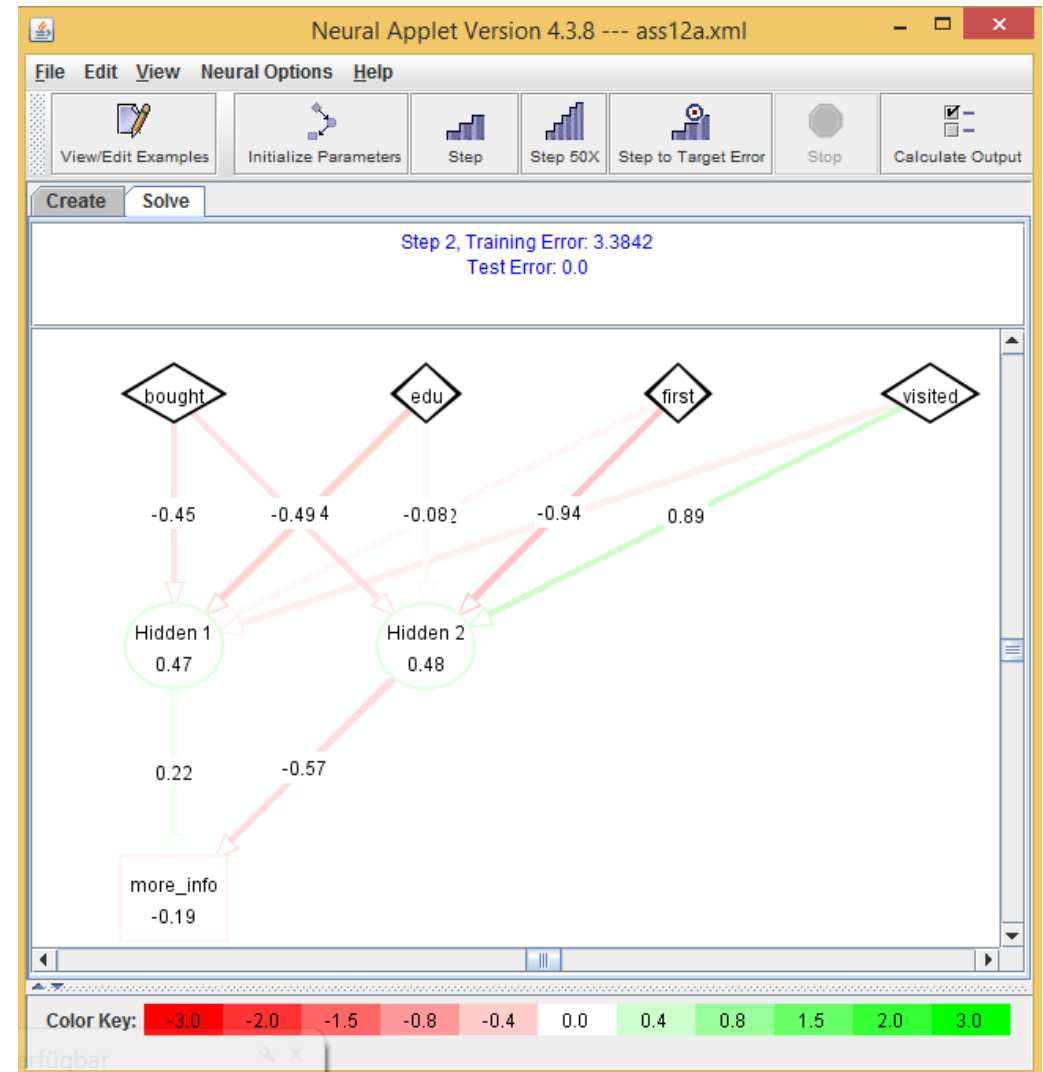 Neural Applet Version 4.3.8 --- ass12a.xml
File Edit View Neural Options Help
View/Edit Examples Initialize Parameters Step Step 50X Step to Target Error Stop Calculate Output
Create Solve
Step 2, Training Error: 3.3842
Test Error: 0.0
bought edu first visited
-0.45 -0.49 4 -0.08 -0.94 0.89
Hidden 1 Hidden 2
0.47 0.48
0.22 -0.57
more_info
-0.19
Color Key: -3.0 -2.0 -1.5 -0.8 -0.4 0.0 0.4 0.8 1.5 2.0 3.0
erfügbar